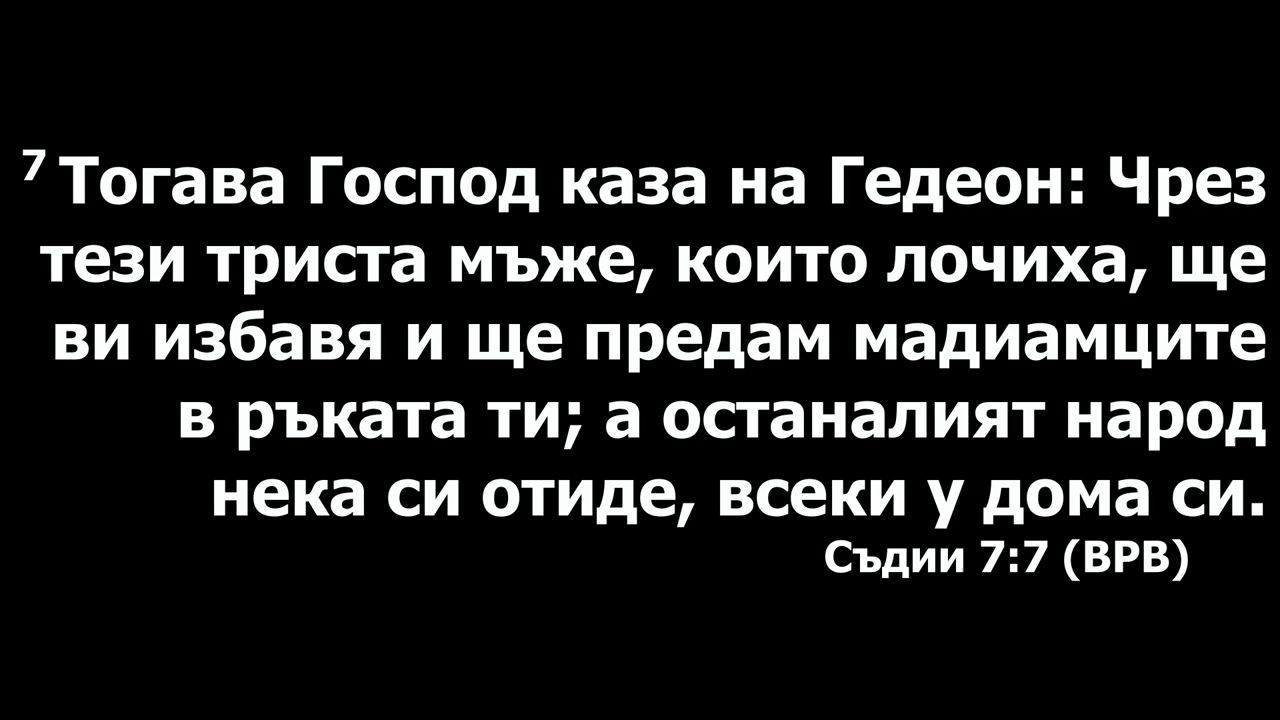 7 Тогава Господ каза на Гедеон: Чрез
тези триста мъже, които лочиха, ще
ви избавя и ще предам мадиамците
в ръката ти; а останалият народ
нека си отиде, всеки у дома си.
Съдии 7:7 (ВРВ)